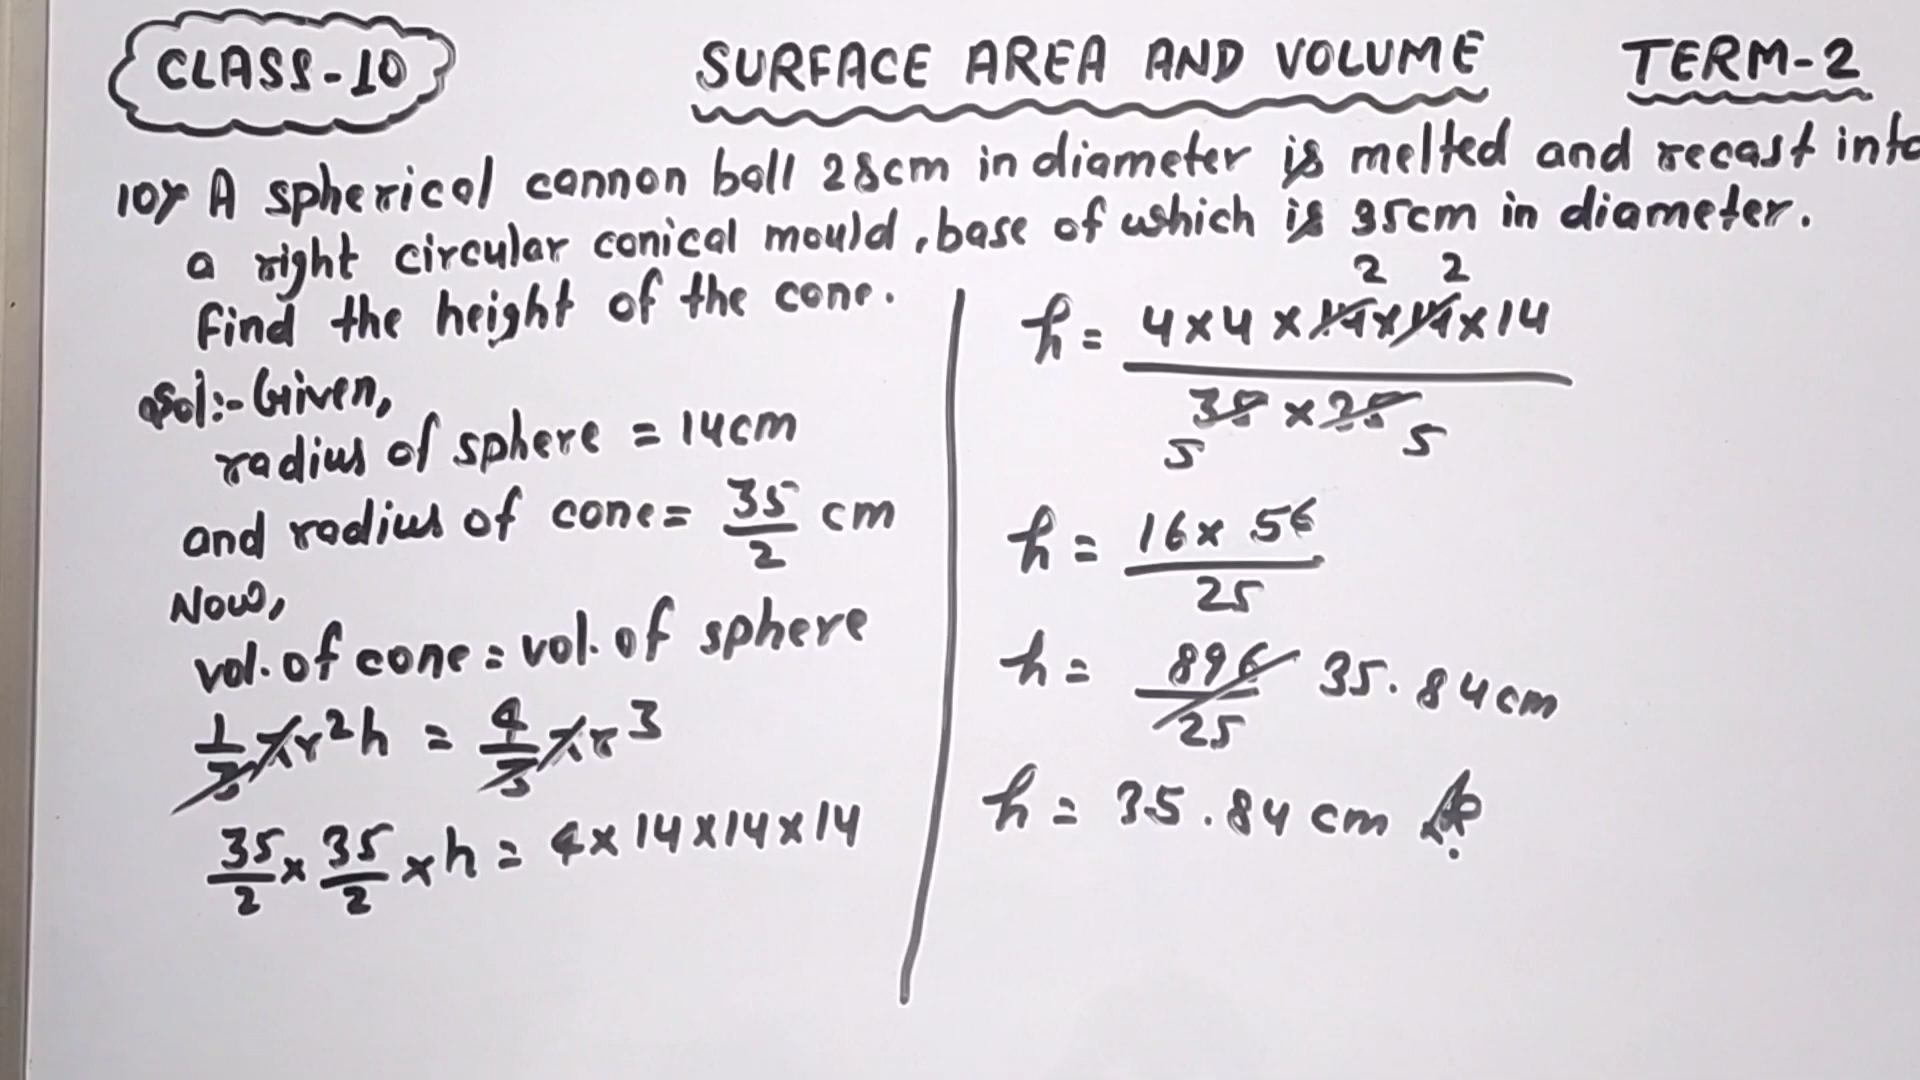 CLASS-10
SURFACE AREA AND VOLUME
TERM-2
10) A spherical cannon ball 28cm in diameter is melted and recast into
a right circular conical mould, base of which is 35cm in diameter.
Find the height of the cone.
Sol:- Given,
radius of sphere = 14cm
and radius of cone = 35/2 cm
Now,
vol. of cone = vol. of sphere
1/3 πr²h = 4/3 πr³
35/2 × 35/2 × h = 4×14×14×14
2 2
h = 4×4×14×14×14
35×35
5 5
h = 16×56/25
h = 896/25 35.84cm
h = 35.84 cm